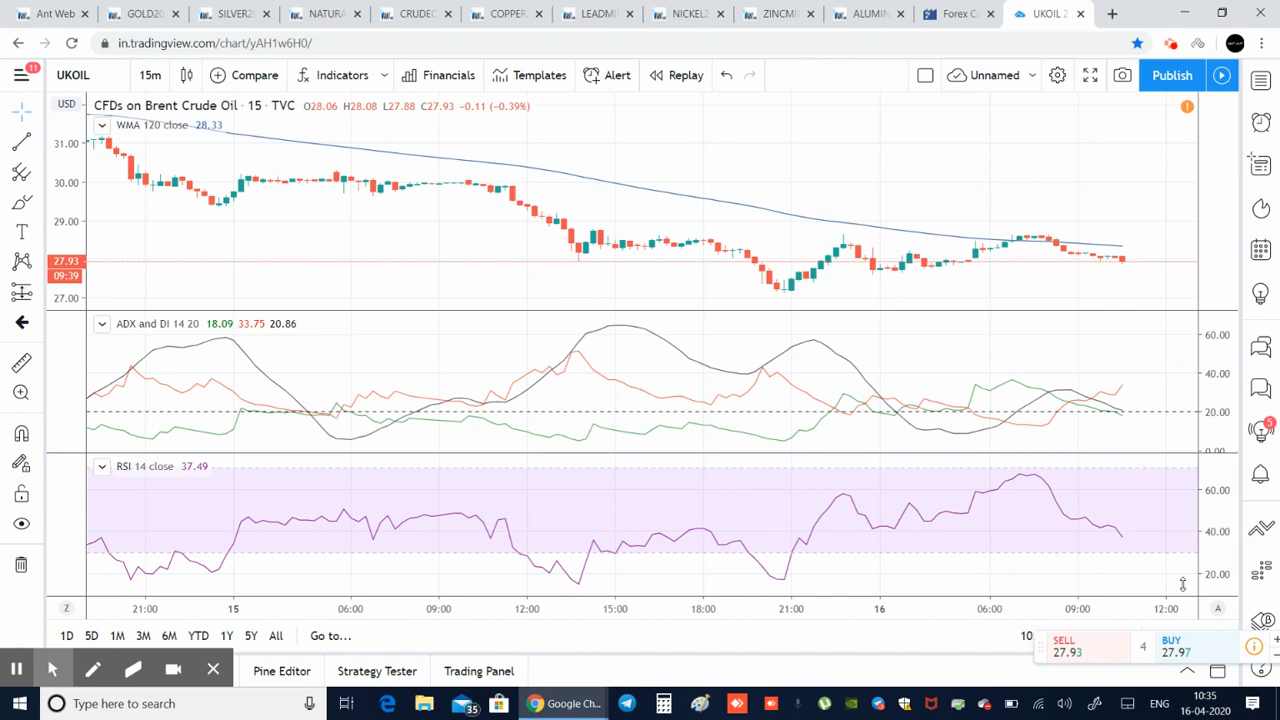 Ant Web
GOLD20
SILVER20
NATURA
CRUDEC
COPPER
LEADMI
NICKEL2
ZINCMI
ALUMIN
Forex C
UKOIL 2
in.tradingview.com/chart/yAH1w6H0/
11
UKOIL
15m
Compare
Indicators
Financials
Templates
Alert
Replay
Unnamed
Publish
USD
CFDs on Brent Crude Oil · 15 · TVC O28.06 H28.08 L27.88 C27.93 −0.11 (−0.39%)
WMA 120 close 28.33
31.00
30.00
29.00
27.93
09:39
27.00
ADX and DI 14 20 18.09 33.75 20.86
60.00
40.00
20.00
0.00
5
RSI 14 close 37.49
60.00
40.00
20.00
Z
21:00
15
06:00
09:00
12:00
15:00
18:00
21:00
16
06:00
09:00
12:00
A
1D 5D 1M 3M 6M YTD 1Y 5Y All Go to...
10
SELL
27.93
4
BUY
27.97
Pine Editor
Strategy Tester
Trading Panel
Type here to search
35
Google Ch...
ENG
10:35
16-04-2020